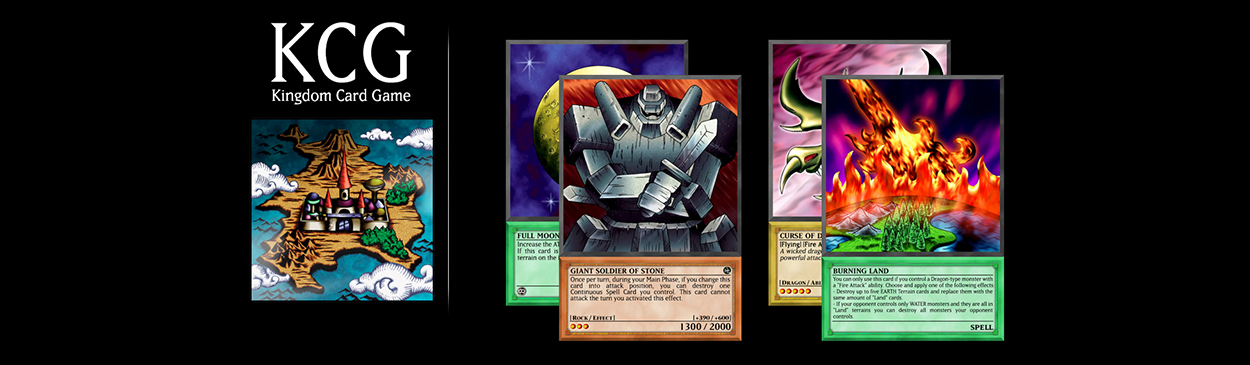 KCG
Kingdom Card Game
FULL MOON
Increase the AT
If this card is
terrain on the
GIANT SOLDIER OF STONE
Once per turn, during your Main Phase, if you change this
card into attack position, you can destroy one
Continuous Spell Card you control. This card cannot
attack the turn you activated this effect.
[ROCK / EFFECT]
[+390 / +600]
1300 / 2000
CURSE OF D
[Flying] [Fire A
A wicked drag
powerful attac
[DRAGON / ABI
BURNING LAND
You can only use this card if you control a Dragon-type monster with
a "Fire Attack" ability. Choose and apply one of the following effects
- Destroy up to five EARTH Terrain cards and replace them with the
same amount of "Land" cards.
- If your opponent controls only WATER monsters and they are all in
"Land" terrains you can destroy all monsters your opponent
controls.
SPELL